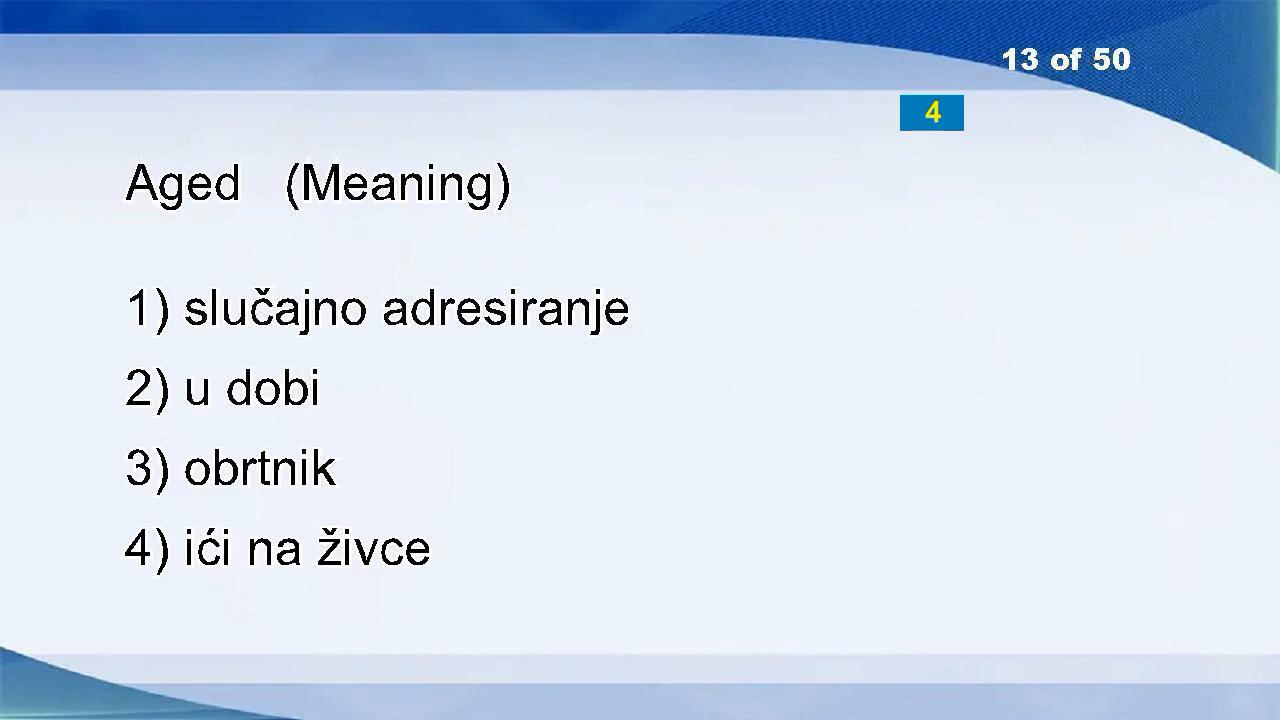 13 of 50
4
Aged (Meaning)
1) slučajno adresiranje
2) u dobi
3) obrtnik
4) ići na živce